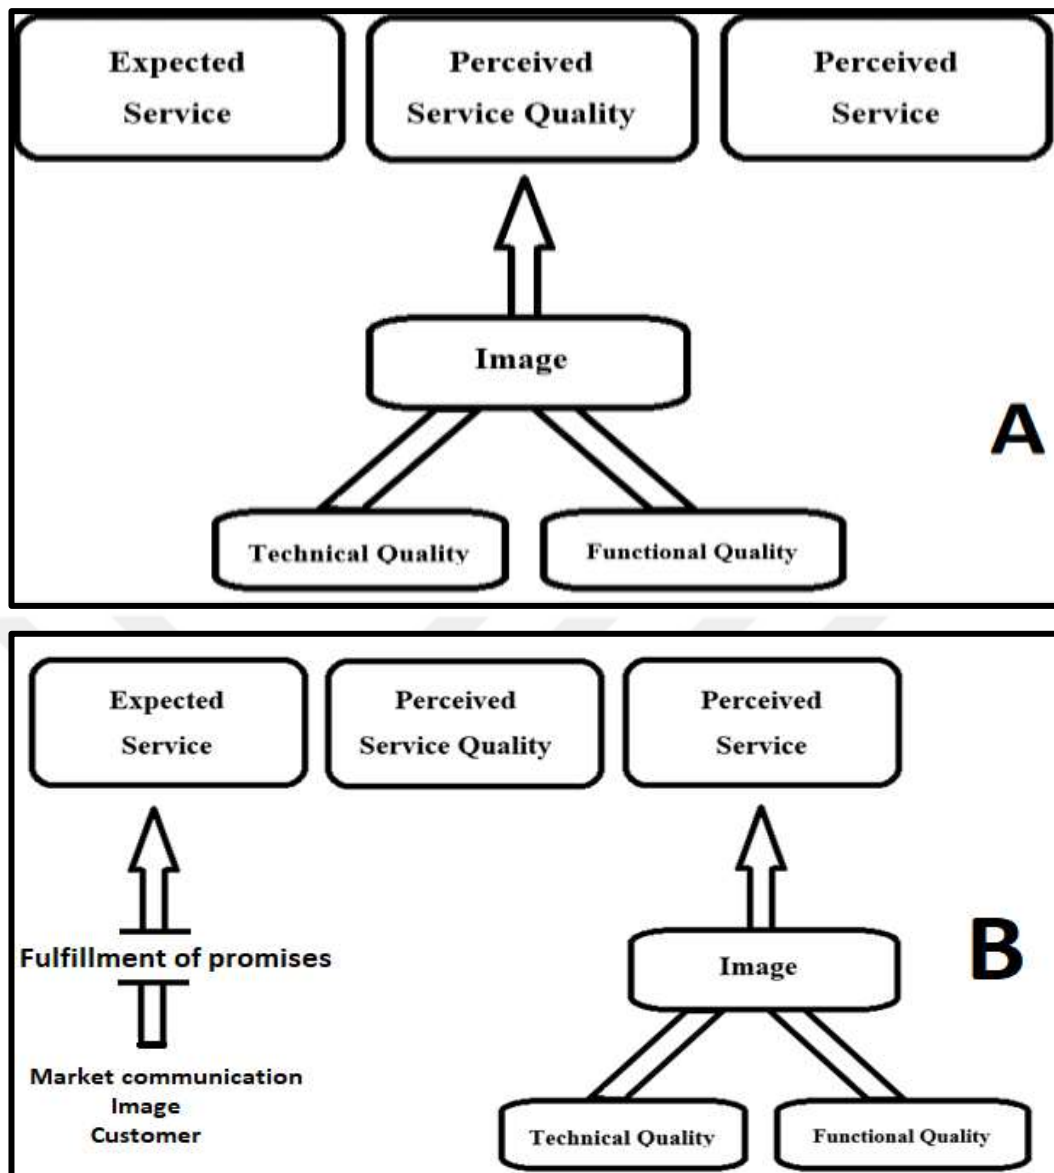 Expected
Service
Perceived
Service Quality
Perceived
Service
Image
A
Technical Quality
Functional Quality
Expected
Service
Perceived
Service Quality
Perceived
Service
Fulfillment of promises
Image
B
Market communication
Image
Customer
Technical Quality
Functional Quality